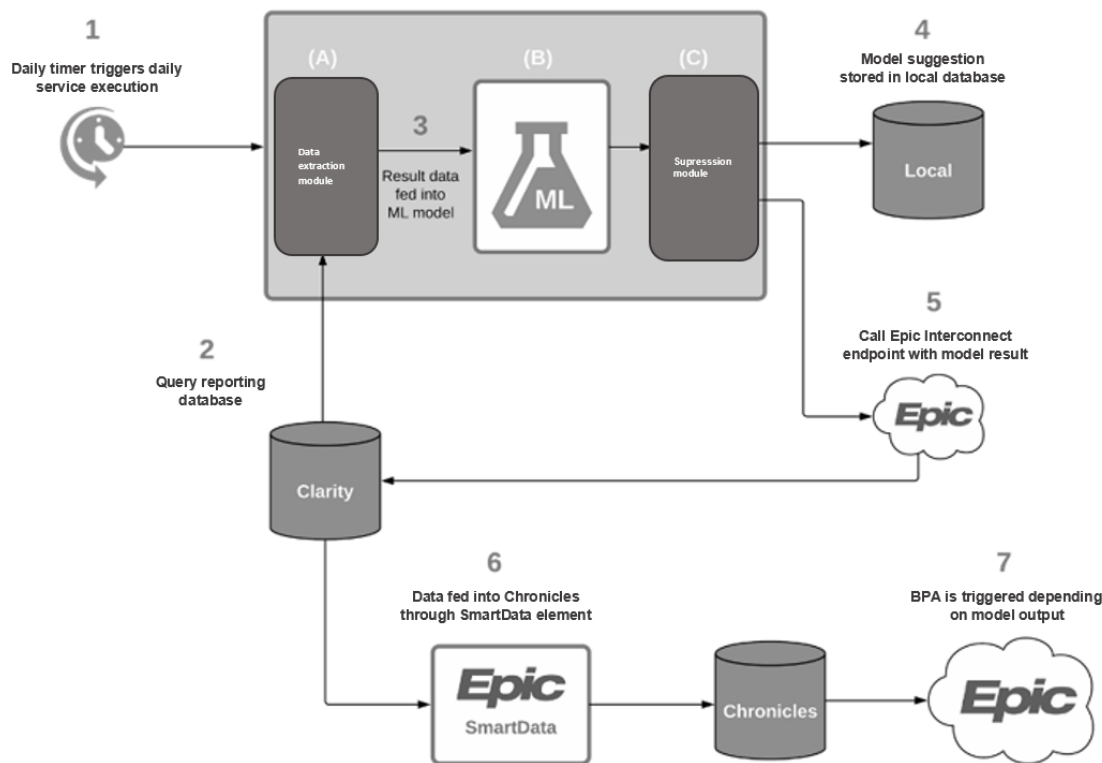 1
Daily timer triggers daily
service execution
(A)
Data
extraction
module
3
Result data
fed into
ML model
(B)
ML
(C)
Supresssion
module
4
Model suggestion
stored in local database
Local
5
Call Epic Interconnect
endpoint with model result
Epic
2
Query reporting
database
Clarity
6
Data fed into Chronicles
through SmartData element
Epic
SmartData
Chronicles
7
BPA is triggered depending
on model output
Epic